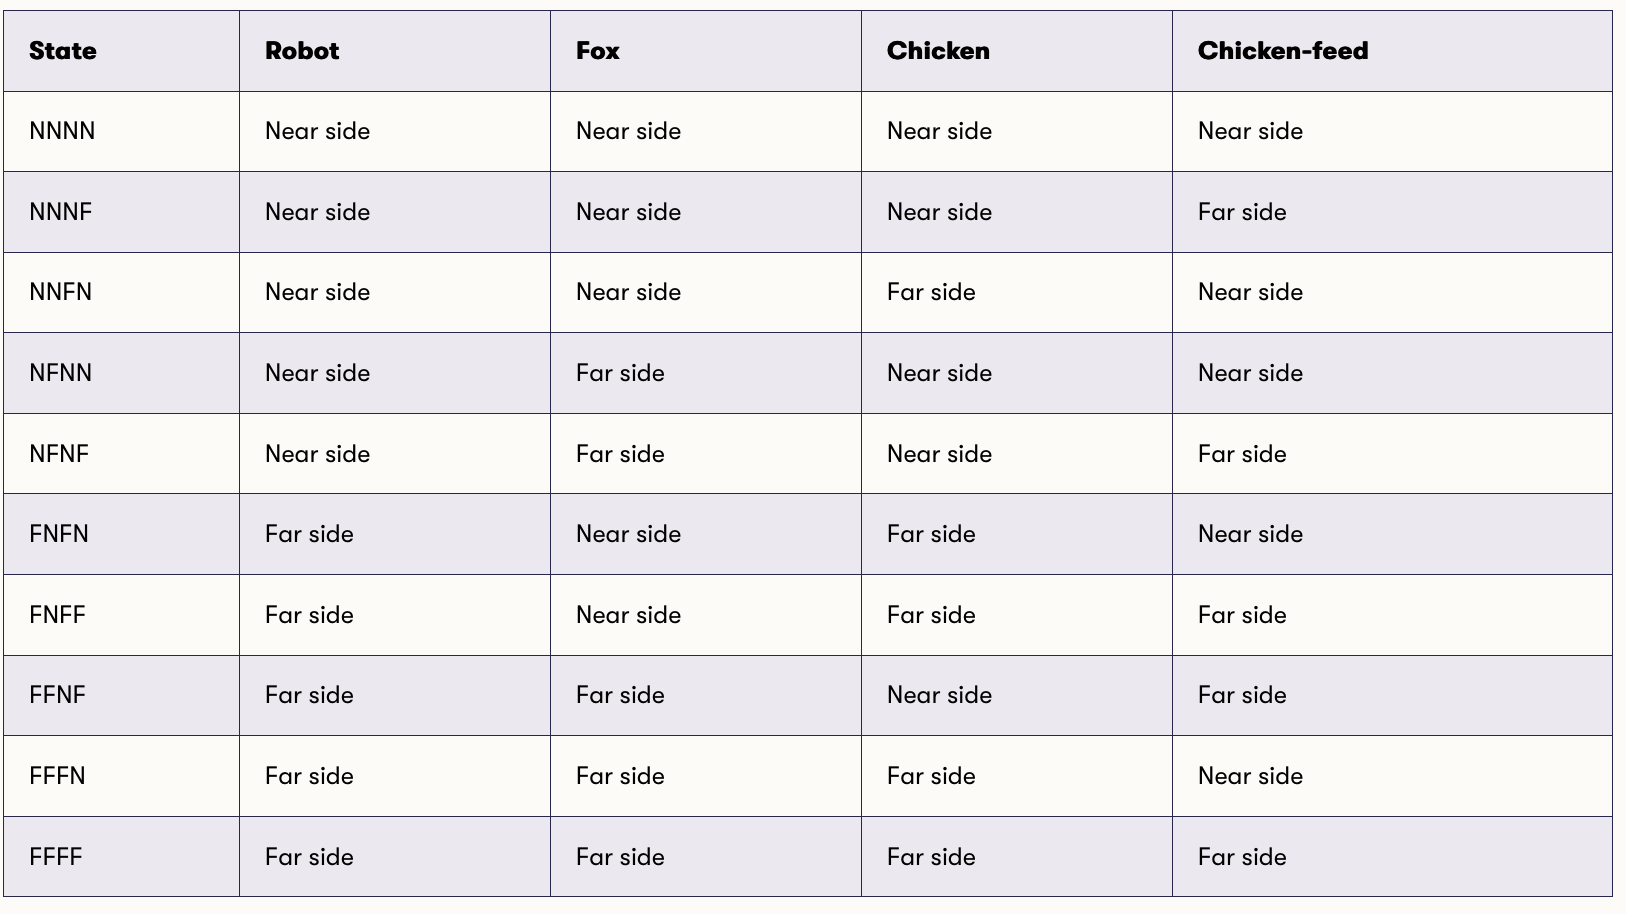 State Robot Fox Chicken Chicken-feed
NNNN Near side Near side Near side Near side
NNNF Near side Near side Near side Far side
NNFN Near side Near side Far side Near side
NFNN Near side Far side Near side Near side
NFNF Near side Far side Near side Far side
FNFN Far side Near side Far side Near side
FNFF Far side Near side Far side Far side
FFNF Far side Far side Near side Far side
FFFN Far side Far side Far side Near side
FFFF Far side Far side Far side Far side